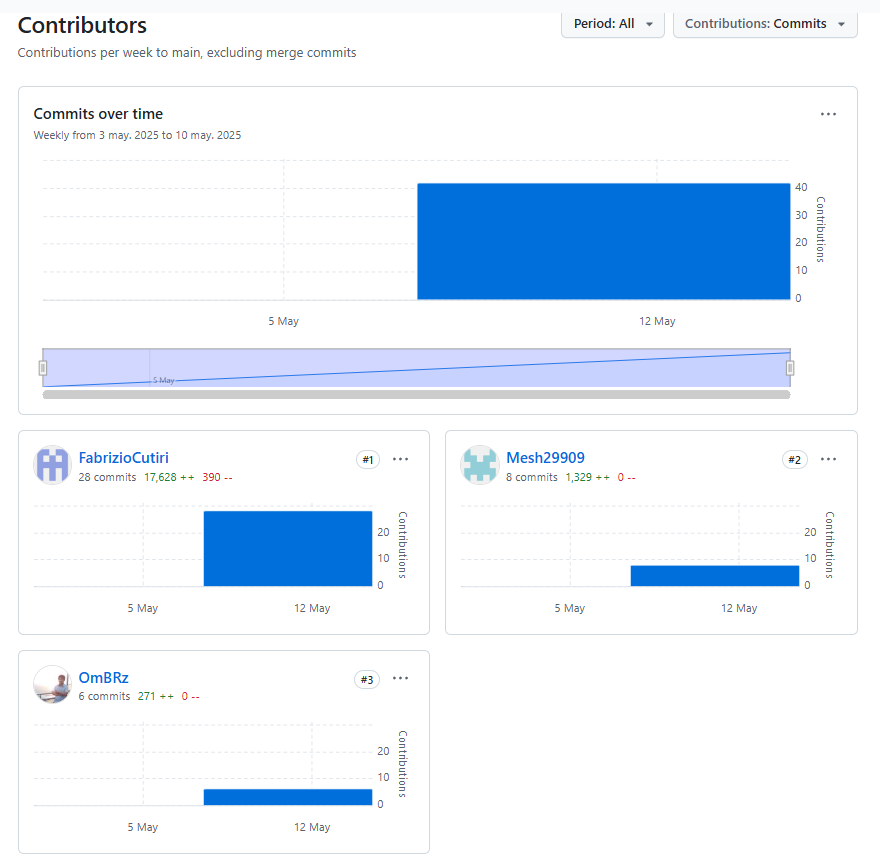 Contributors
Period: All
Contributions: Commits
Contributions per week to main, excluding merge commits
Commits over time
Weekly from 3 may. 2025 to 10 may. 2025
40
30
20
10
0
Contributions
5 May
12 May
5 May
FabrizioCutiri
#1
28 commits 17,628 ++ 390 --
20
10
0
Contributions
5 May
12 May
Mesh29909
#2
8 commits 1,329 ++ 0 --
20
10
0
Contributions
5 May
12 May
OmBRz
#3
6 commits 271 ++ 0 --
20
10
0
Contributions
5 May
12 May